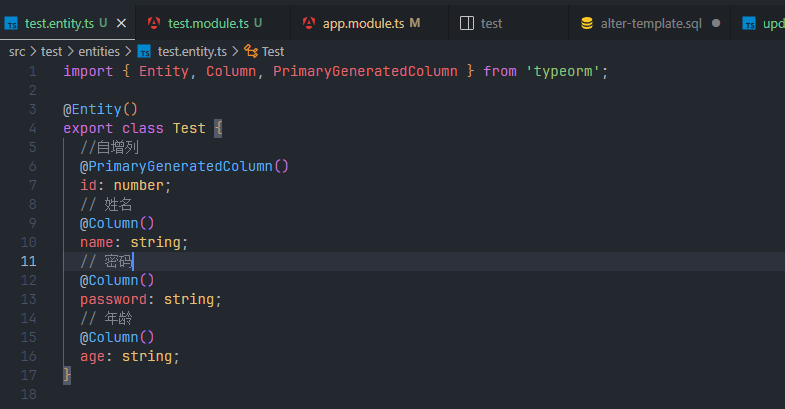 test.entity.ts U × test.module.ts U app.module.ts M test alter-template.sql ● upd
src > test > entities > test.entity.ts > Test
1 import { Entity, Column, PrimaryGeneratedColumn } from 'typeorm';
2
3 @Entity()
4 export class Test {
5 //自增列
6 @PrimaryGeneratedColumn()
7 id: number;
8 // 姓名
9 @Column()
10 name: string;
11 // 密码
12 @Column()
13 password: string;
14 // 年龄
15 @Column()
16 age: string;
17 }
18